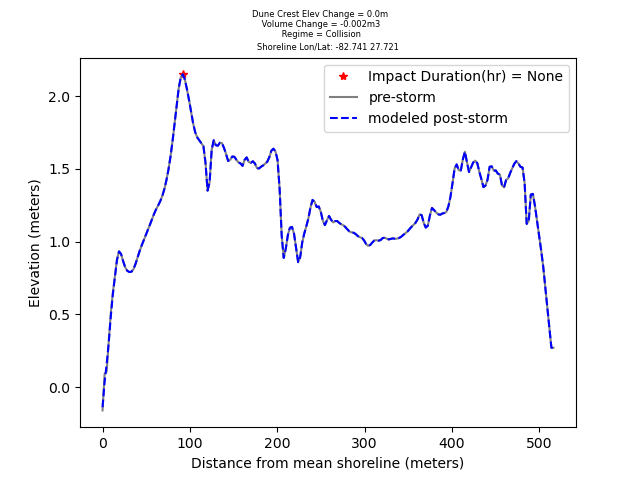 Dune Crest Elev Change = 0.0m
Volume Change = -0.002m3
Regime = Collision
Shoreline Lon/Lat: -82.741 27.721
Impact Duration(hr) = None
pre-storm
modeled post-storm
2.0
1.5
1.0
0.5
0.0
Elevation (meters)
0 100 200 300 400 500
Distance from mean shoreline (meters)